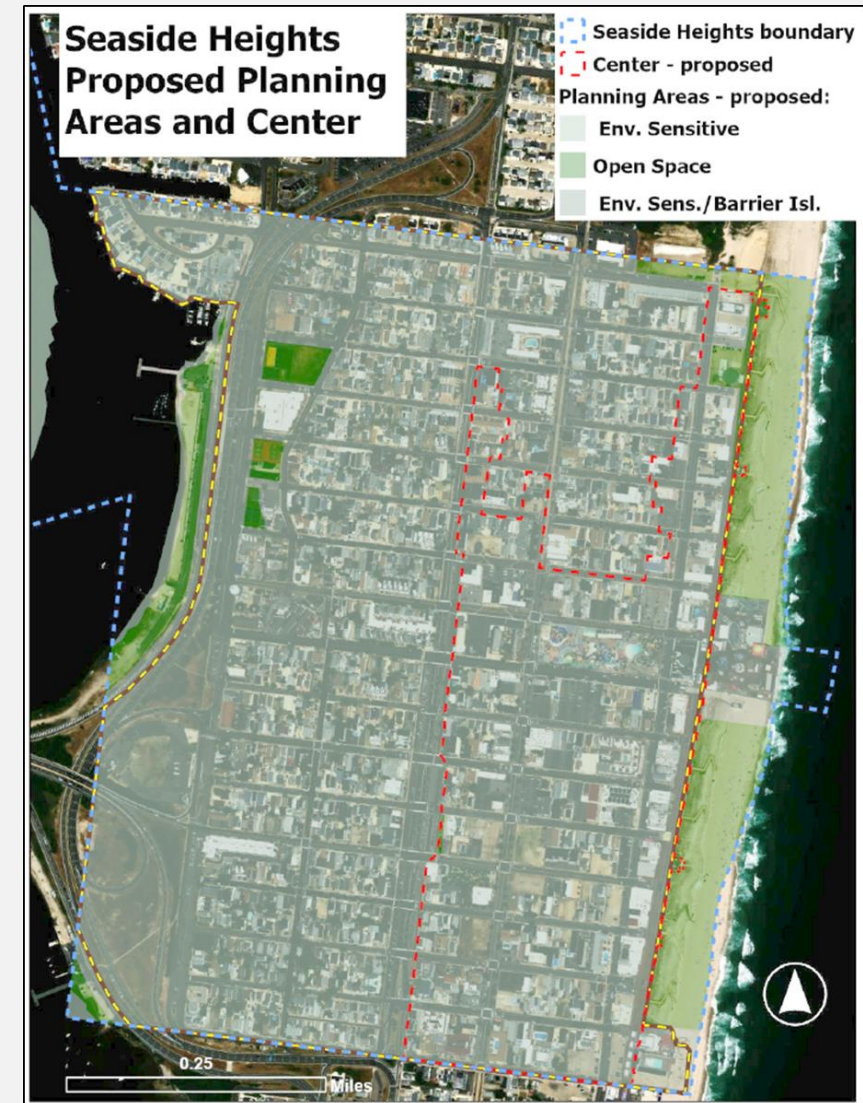 Seaside Heights
Proposed Planning
Areas and Center
Seaside Heights boundary
Center - proposed
Planning Areas - proposed:
Env. Sensitive
Open Space
Env. Sens./Barrier Isl.
0.25
Miles